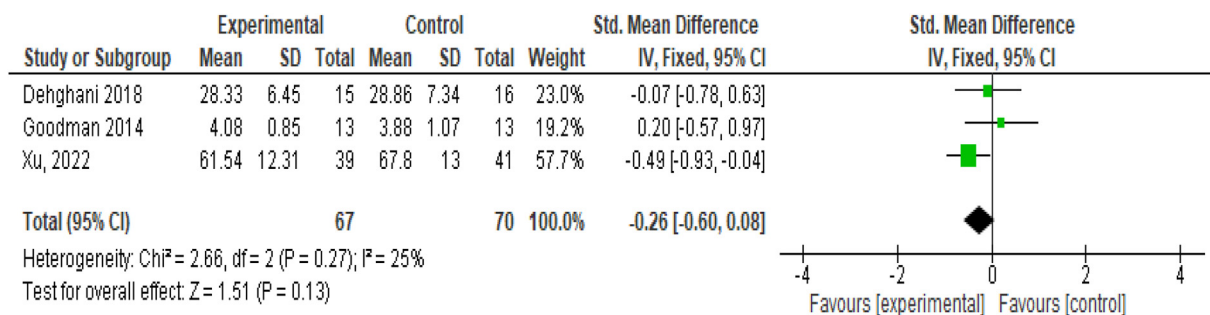 Experimental Control Std. Mean Difference Std. Mean Difference
Study or Subgroup Mean SD Total Mean SD Total Weight IV, Fixed, 95% CI IV, Fixed, 95% CI
Dehghani 2018 28.33 6.45 15 28.86 7.34 16 23.0% -0.07 [-0.78, 0.63]
Goodman 2014 4.08 0.85 13 3.88 1.07 13 19.2% 0.20 [-0.57, 0.97]
Xu, 2022 61.54 12.31 39 67.8 13 41 57.7% -0.49 [-0.93, -0.04]
Total (95% CI) 67 70 100.0% -0.26 [-0.60, 0.08]
Heterogeneity: Chi² = 2.66, df = 2 (P = 0.27); I² = 25%
Test for overall effect: Z = 1.51 (P = 0.13)
-4 -2 0 2 4
Favours [experimental] Favours [control]